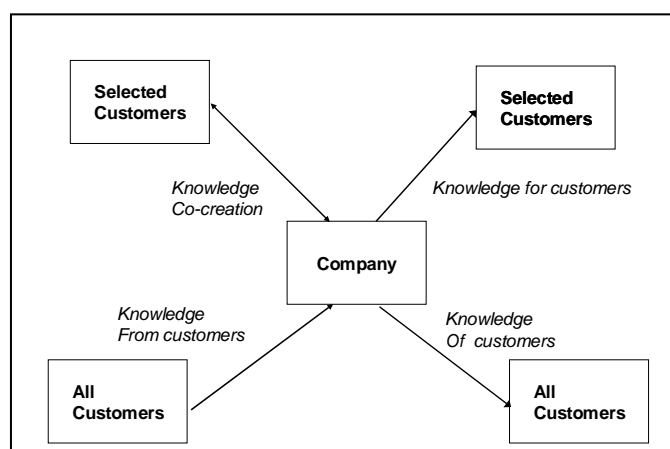 Selected
Customers
Selected
Customers
Knowledge
Co-creation
Knowledge for customers
Company
Knowledge
From customers
Knowledge
Of customers
All
Customers
All
Customers